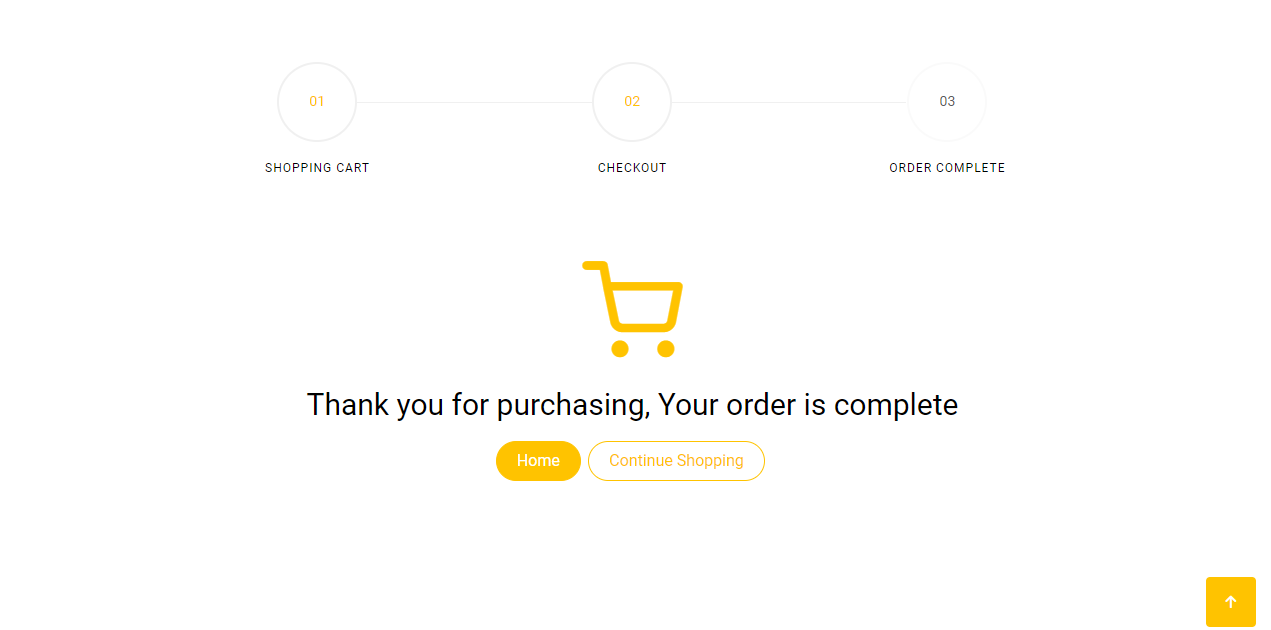 01
02
03
SHOPPING CART
CHECKOUT
ORDER COMPLETE
Thank you for purchasing, Your order is complete
Home
Continue Shopping